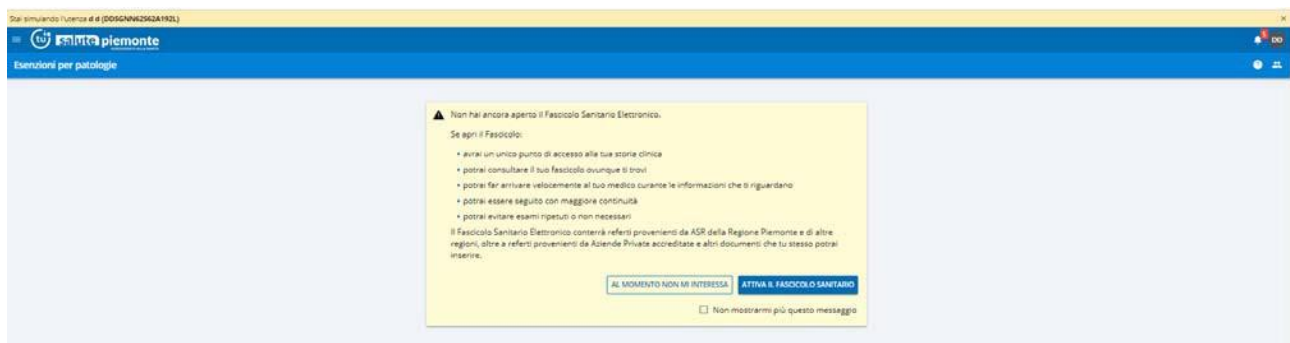 Stai simulando l'utenza d d
salute piemonte
5
DD
Esenzioni per patologie
Non hai ancora aperto il Fascicolo Sanitario Elettronico.
Se apri il Fascicolo:
• avrai un unico punto di accesso alla tua storia clinica
• potrai consultare il tuo fascicolo ovunque ti trovi
• potrai far arrivare velocemente al tuo medico curante le informazioni che ti riguardano
• potrai essere seguito con maggiore continuità
• potrai evitare esami ripetuti o non necessari
Il Fascicolo Sanitario Elettronico conterrà referti provenienti da ASR della Regione Piemonte e di altre
regioni, oltre a referti provenienti da Aziende Private accreditate e altri documenti che tu stesso potrai
inserire.
AL MOMENTO NON MI INTERESSA
ATTIVA IL FASCICOLO SANITARIO
Non mostrarmi più questo messaggio